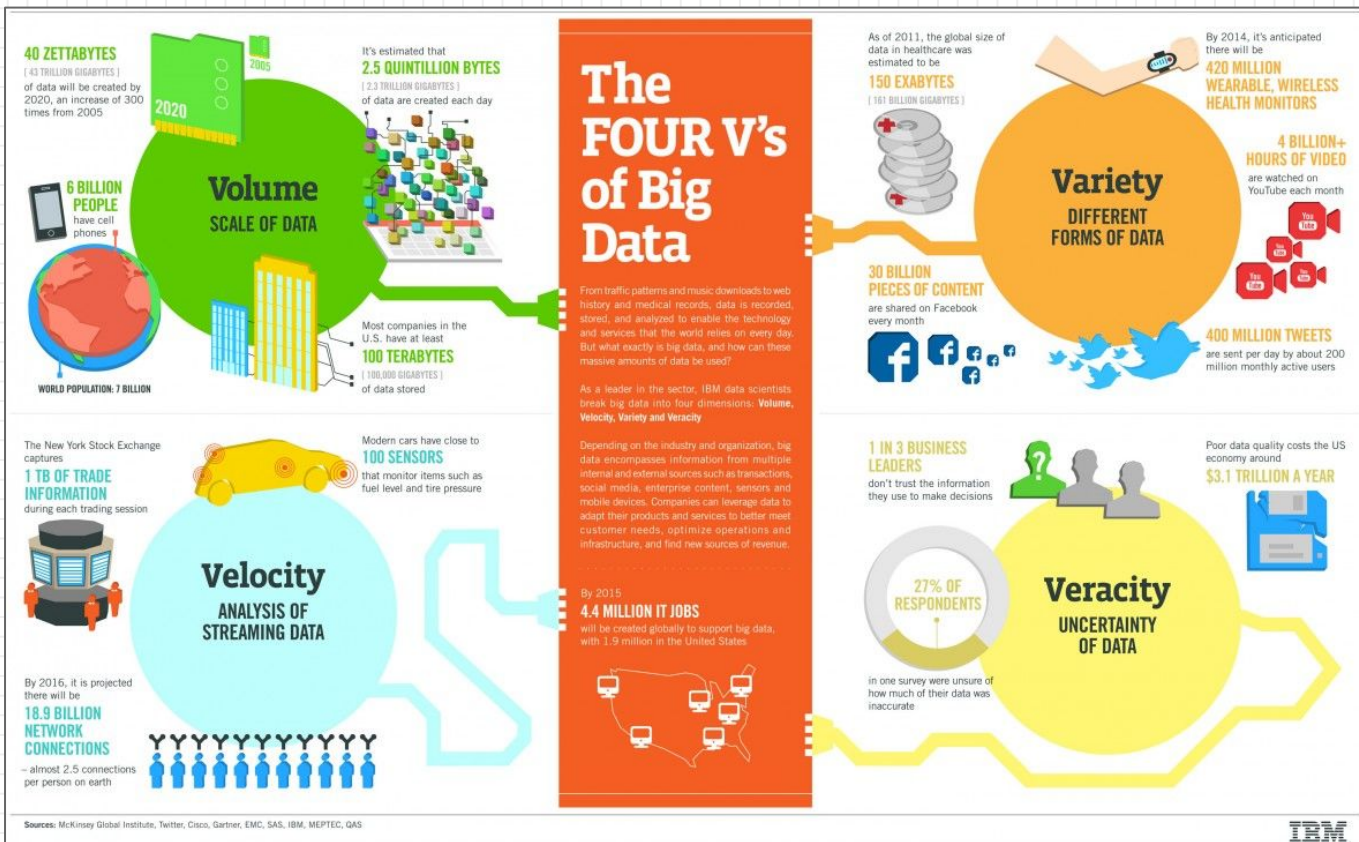 40 ZETTABYTES
[ 43 TRILLION GIGABYTES ]
of data will be created by
2020, an increase of 300
times from 2005
2020
2005
It's estimated that
2.5 QUINTILLION BYTES
[ 2.3 TRILLION GIGABYTES ]
of data are created each day
6 BILLION
PEOPLE
have cell
phones
WORLD POPULATION: 7 BILLION
Volume
SCALE OF DATA
Most companies in the
U.S. have at least
100 TERABYTES
[ 100,000 GIGABYTES ]
of data stored
The New York Stock Exchange
captures
1 TB OF TRADE
INFORMATION
during each trading session
Modern cars have close to
100 SENSORS
that monitor items such as
fuel level and tire pressure
Velocity
ANALYSIS OF
STREAMING DATA
By 2016, it is projected
there will be
18.9 BILLION
NETWORK
CONNECTIONS
– almost 2.5 connections
per person on earth
The
FOUR V's
of Big
Data
From traffic patterns and music downloads to web
history and medical records, data is recorded,
stored, and analyzed to enable the technology
and services that the world relies on every day.
But what exactly is big data, and how can these
massive amounts of data be used?
As a leader in the sector, IBM data scientists
break big data into four dimensions: Volume,
Velocity, Variety and Veracity
Depending on the industry and organization, big
data encompasses information from multiple
internal and external sources such as transactions,
social media, enterprise content, sensors and
mobile devices. Companies can leverage data to
adapt their products and services to better meet
customer needs, optimize operations and
infrastructure, and find new sources of revenue.
By 2015
4.4 MILLION IT JOBS
will be created globally to support big data,
with 1.9 million in the United States
As of 2011, the global size of
data in healthcare was
estimated to be
150 EXABYTES
[ 161 BILLION GIGABYTES ]
By 2014, it's anticipated
there will be
420 MILLION
WEARABLE, WIRELESS
HEALTH MONITORS
4 BILLION+
HOURS OF VIDEO
are watched on
YouTube each month
You
Tube
You
Tube
You
Tube
You
Tube
Variety
DIFFERENT
FORMS OF DATA
30 BILLION
PIECES OF CONTENT
are shared on Facebook
every month
f
f
f
f
f
f
400 MILLION TWEETS
are sent per day by about 200
million monthly active users
1 IN 3 BUSINESS
LEADERS
don't trust the information
they use to make decisions
?
Poor data quality costs the US
economy around
$3.1 TRILLION A YEAR
27% OF
RESPONDENTS
in one survey were unsure of
how much of their data was
inaccurate
Veracity
UNCERTAINTY
OF DATA
Sources: McKinsey Global Institute, Twitter, Cisco, Gartner, EMC, SAS, IBM, MEPTEC, QAS
IBM